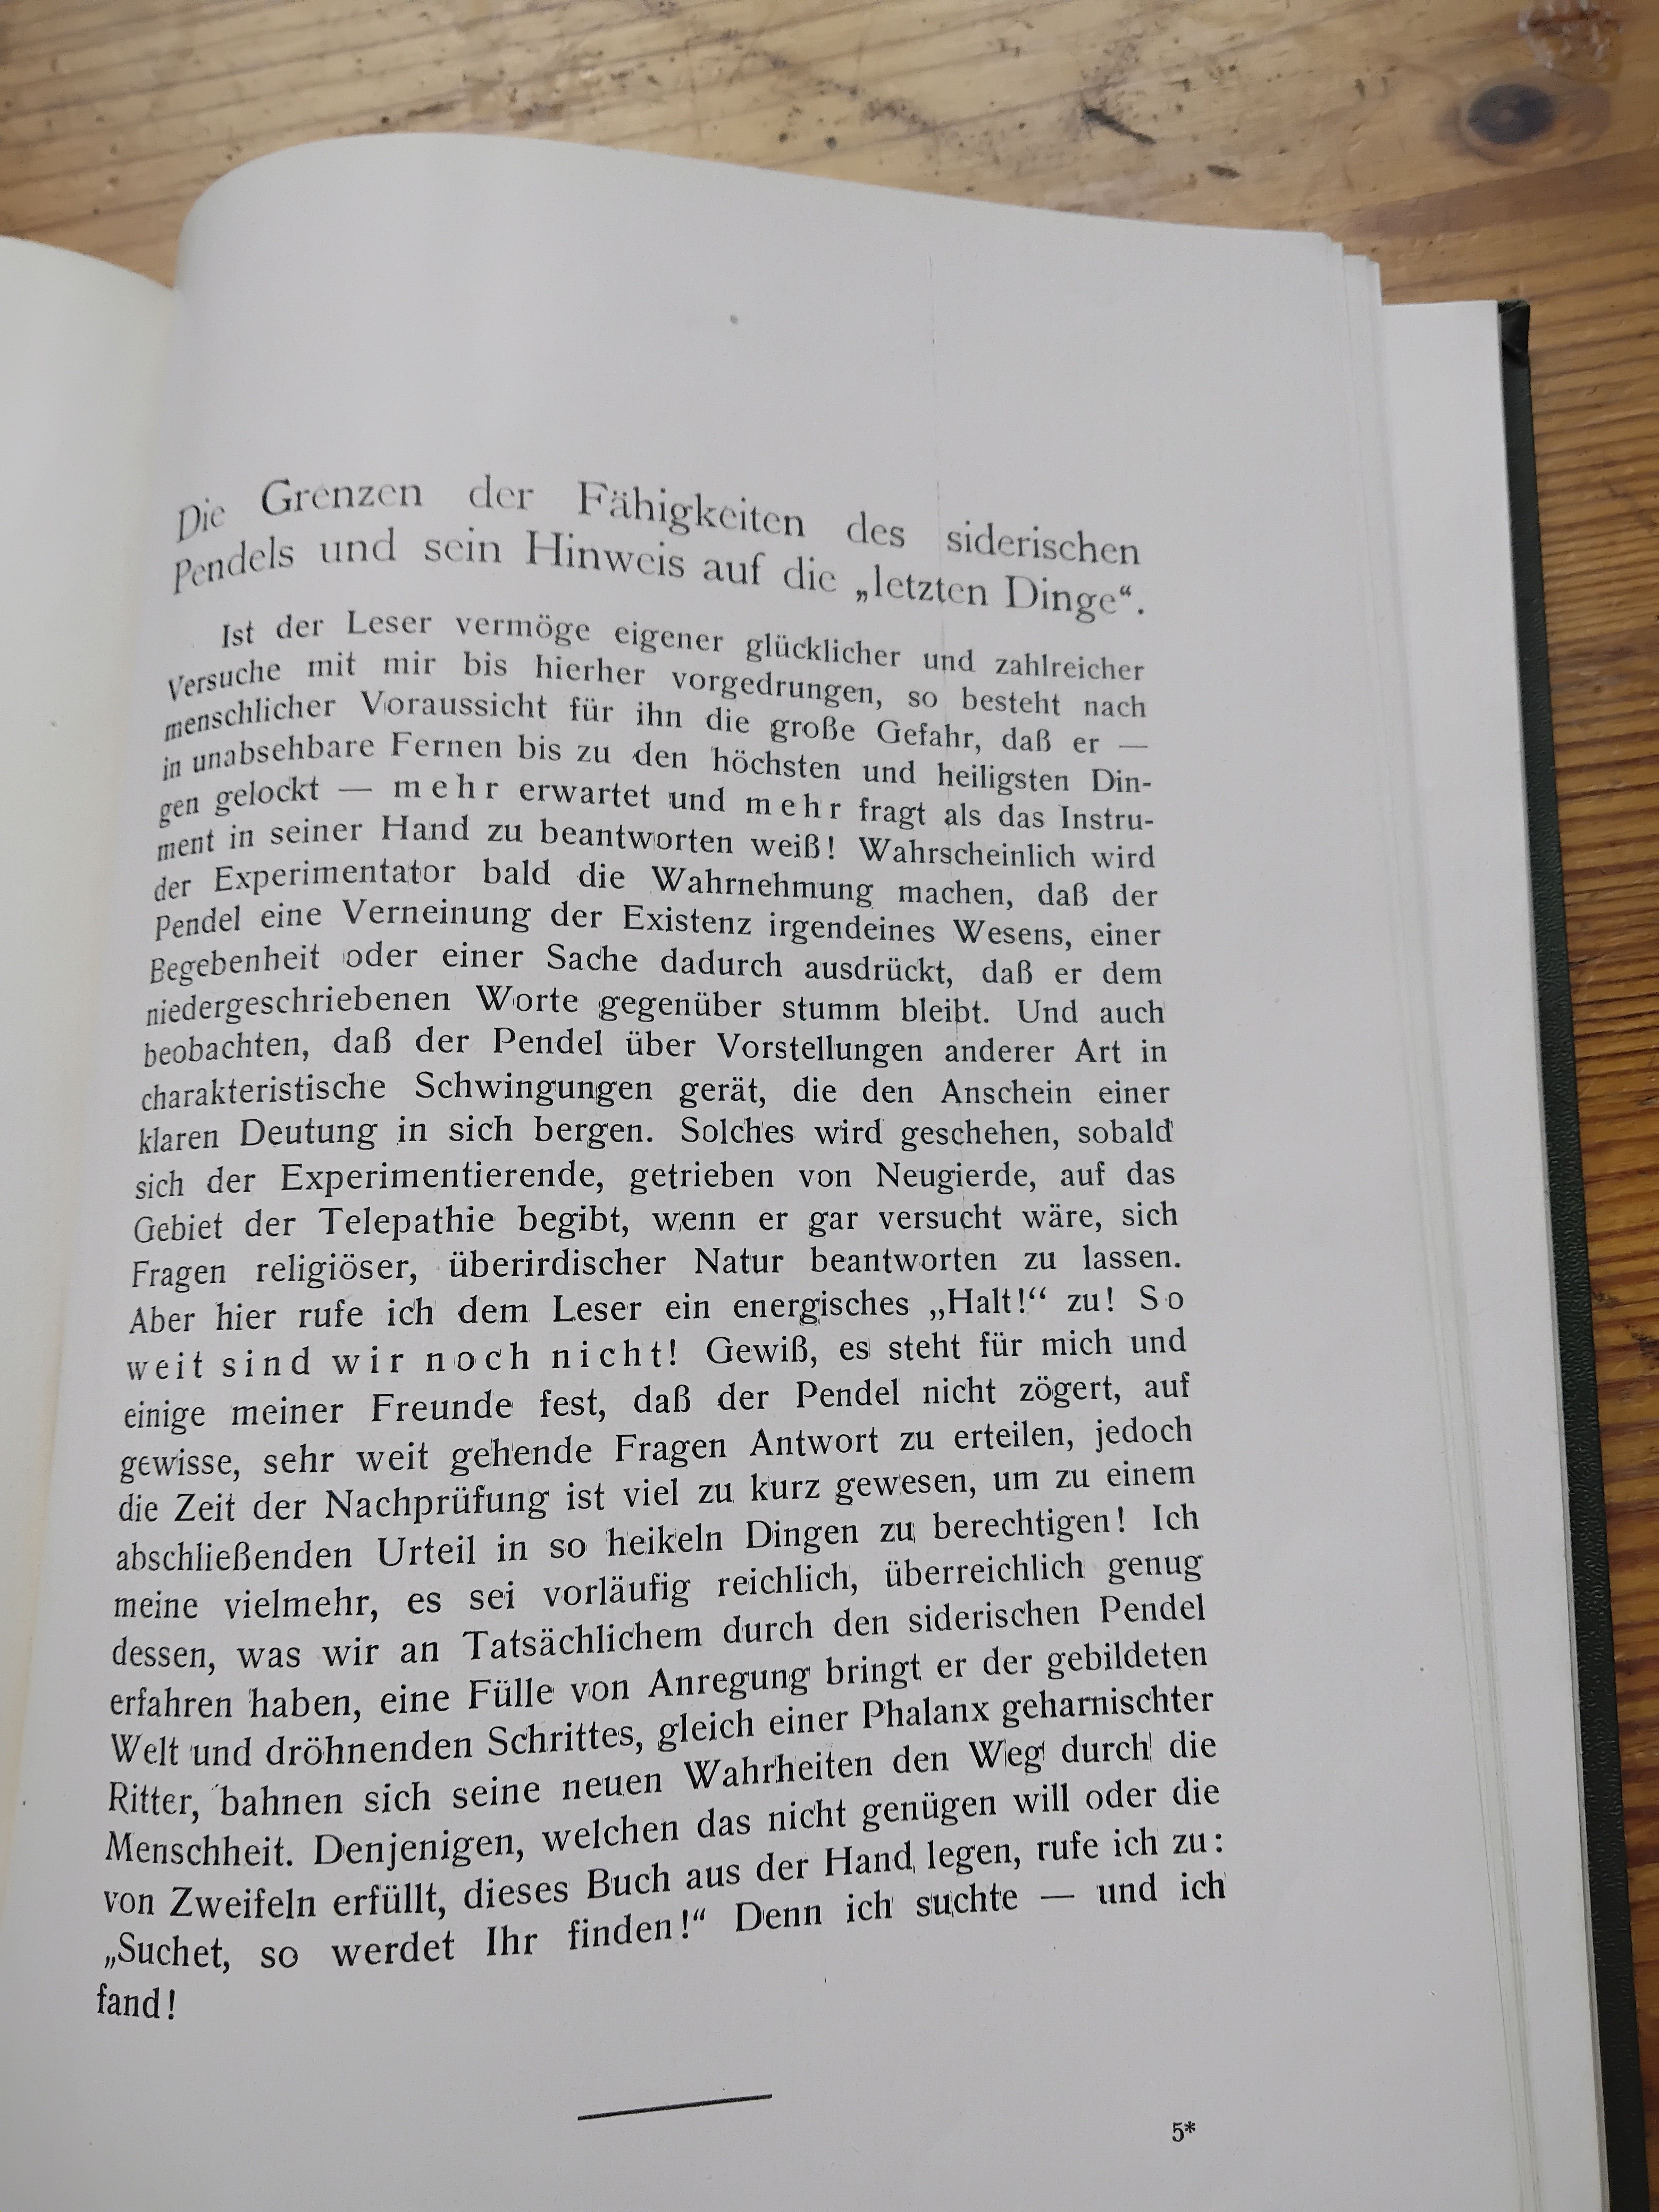 Die Grenzen der Fähigkeiten des siderischen
Pendels und sein Hinweis auf die „letzten Dinge“.
Ist der Leser vermöge eigener glücklicher und zahlreicher
Versuche mit mir bis hierher vorgedrungen, so besteht nach
menschlicher Voraussicht für ihn die große Gefahr, daß er —
in unabsehbare Fernen bis zu den höchsten und heiligsten Din-
gen gelockt — mehr erwartet und mehr fragt als das Instru-
ment in seiner Hand zu beantworten weiß! Wahrscheinlich wird
der Experimentator bald die Wahrnehmung machen, daß der
Pendel eine Verneinung der Existenz irgendeines Wesens, einer
Begebenheit oder einer Sache dadurch ausdrückt, daß er dem
niedergeschriebenen Worte gegenüber stumm bleibt. Und auch
beobachten, daß der Pendel über Vorstellungen anderer Art in
charakteristische Schwingungen gerät, die den Anschein einer
klaren Deutung in sich bergen. Solches wird geschehen, sobald
sich der Experimentierende, getrieben von Neugierde, auf das
Gebiet der Telepathie begibt, wenn er gar versucht wäre, sich
Fragen religiöser, überirdischer Natur beantworten zu lassen.
Aber hier rufe ich dem Leser ein energisches „Halt!“ zu! So
weit sind wir noch nicht! Gewiß, es steht für mich und
einige meiner Freunde fest, daß der Pendel nicht zögert, auf
gewisse, sehr weit gehende Fragen Antwort zu erteilen, jedoch
die Zeit der Nachprüfung ist viel zu kurz gewesen, um zu einem
abschließenden Urteil in so heikeln Dingen zu berechtigen! Ich
meine vielmehr, es sei vorläufig reichlich, überreichlich genug
dessen, was wir an Tatsächlichem durch den siderischen Pendel
erfahren haben, eine Fülle von Anregung bringt er der gebildeten
Welt und dröhnenden Schrittes, gleich einer Phalanx geharnischter
Ritter, bahnen sich seine neuen Wahrheiten den Weg durch die
Menschheit. Denjenigen, welchen das nicht genügen will oder die
von Zweifeln erfüllt, dieses Buch aus der Hand legen, rufe ich zu:
„Suchet, so werdet Ihr finden!“ Denn ich suchte — und ich
fand!
5*